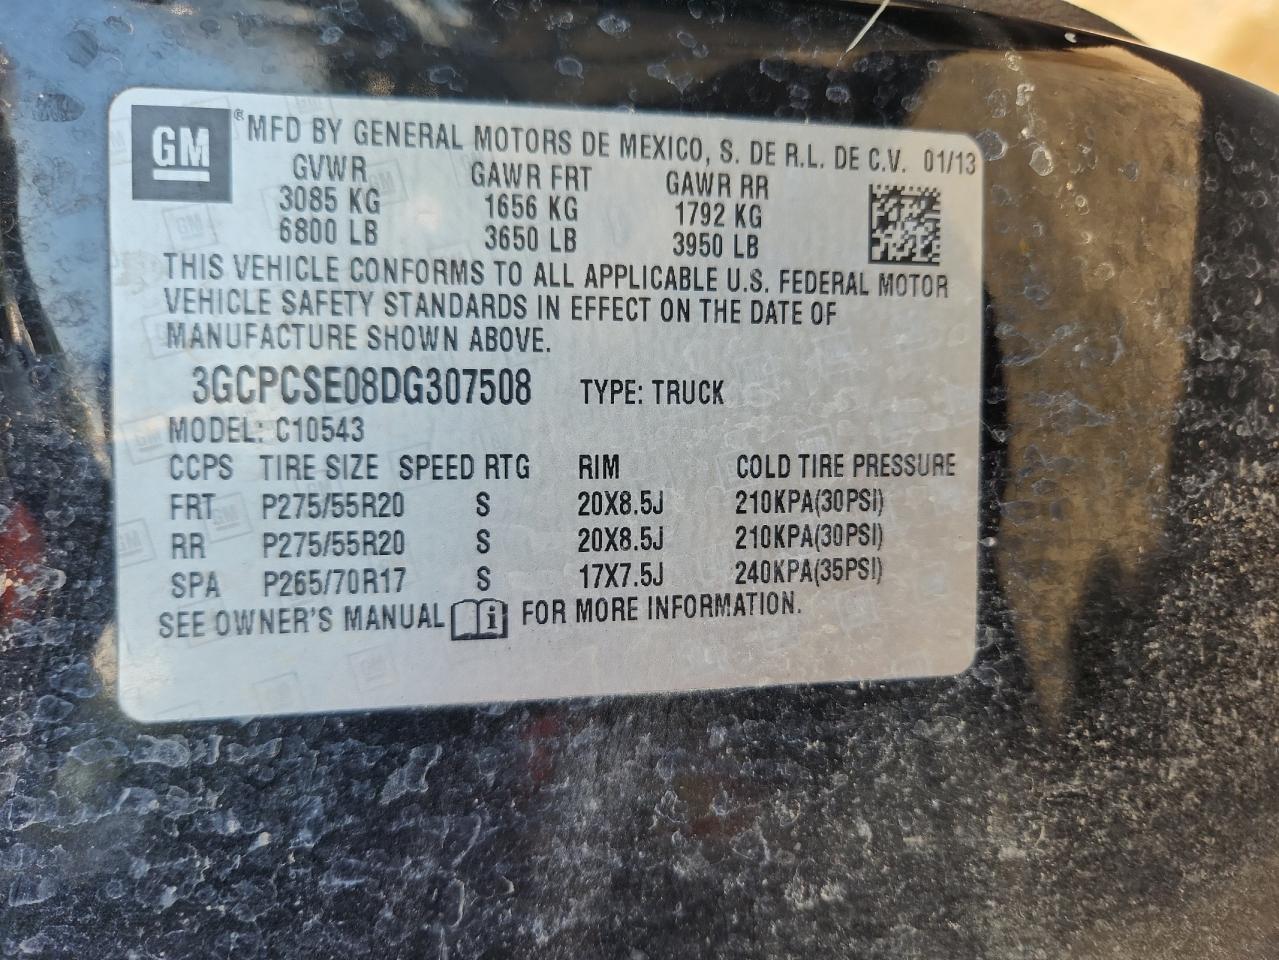 GM
® MFD BY GENERAL MOTORS DE MEXICO, S. DE R.L. DE C.V. 01/13
GVWR GAWR FRT GAWR RR
3085 KG 1656 KG 1792 KG
6800 LB 3650 LB 3950 LB
THIS VEHICLE CONFORMS TO ALL APPLICABLE U.S. FEDERAL MOTOR
VEHICLE SAFETY STANDARDS IN EFFECT ON THE DATE OF
MANUFACTURE SHOWN ABOVE.
3GCPCSE08DG307508 TYPE: TRUCK
MODEL: C10543
CCPS TIRE SIZE SPEED RTG RIM COLD TIRE PRESSURE
FRT P275/55R20 S 20X8.5J 210KPA(30PSI)
RR P275/55R20 S 20X8.5J 210KPA(30PSI)
SPA P265/70R17 S 17X7.5J 240KPA(35PSI)
SEE OWNER'S MANUAL i FOR MORE INFORMATION.